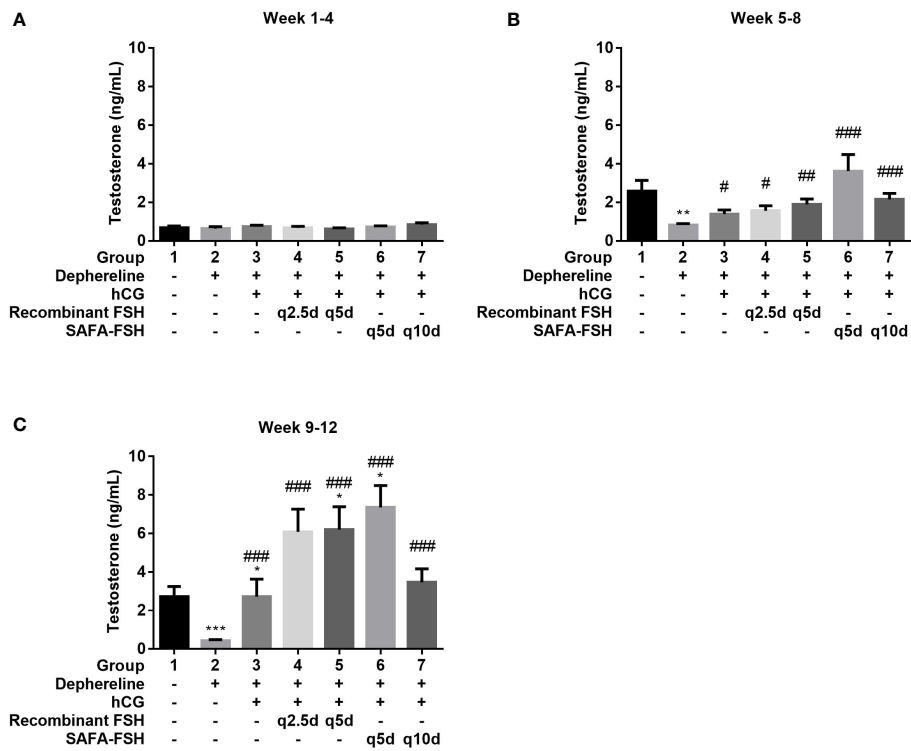 A
Week 1-4
Testosterone (ng/mL)
10
8
6
4
2
0
Group 1 2 3 4 5 6 7
Dephereline - + + + + + +
hCG - - + + + + +
Recombinant FSH - - - q2.5d q5d - -
SAFA-FSH - - - - - q5d q10d
B
Week 5-8
Testosterone (ng/mL)
10
8
6
4
2
0
** # # ## ### ###
Group 1 2 3 4 5 6 7
Dephereline - + + + + + +
hCG - - + + + + +
Recombinant FSH - - - q2.5d q5d - -
SAFA-FSH - - - - - q5d q10d
C
Week 9-12
Testosterone (ng/mL)
10
8
6
4
2
0
### ### ### ### ###
*** * * *
Group 1 2 3 4 5 6 7
Dephereline - + + + + + +
hCG - - + + + + +
Recombinant FSH - - - q2.5d q5d - -
SAFA-FSH - - - - - q5d q10d